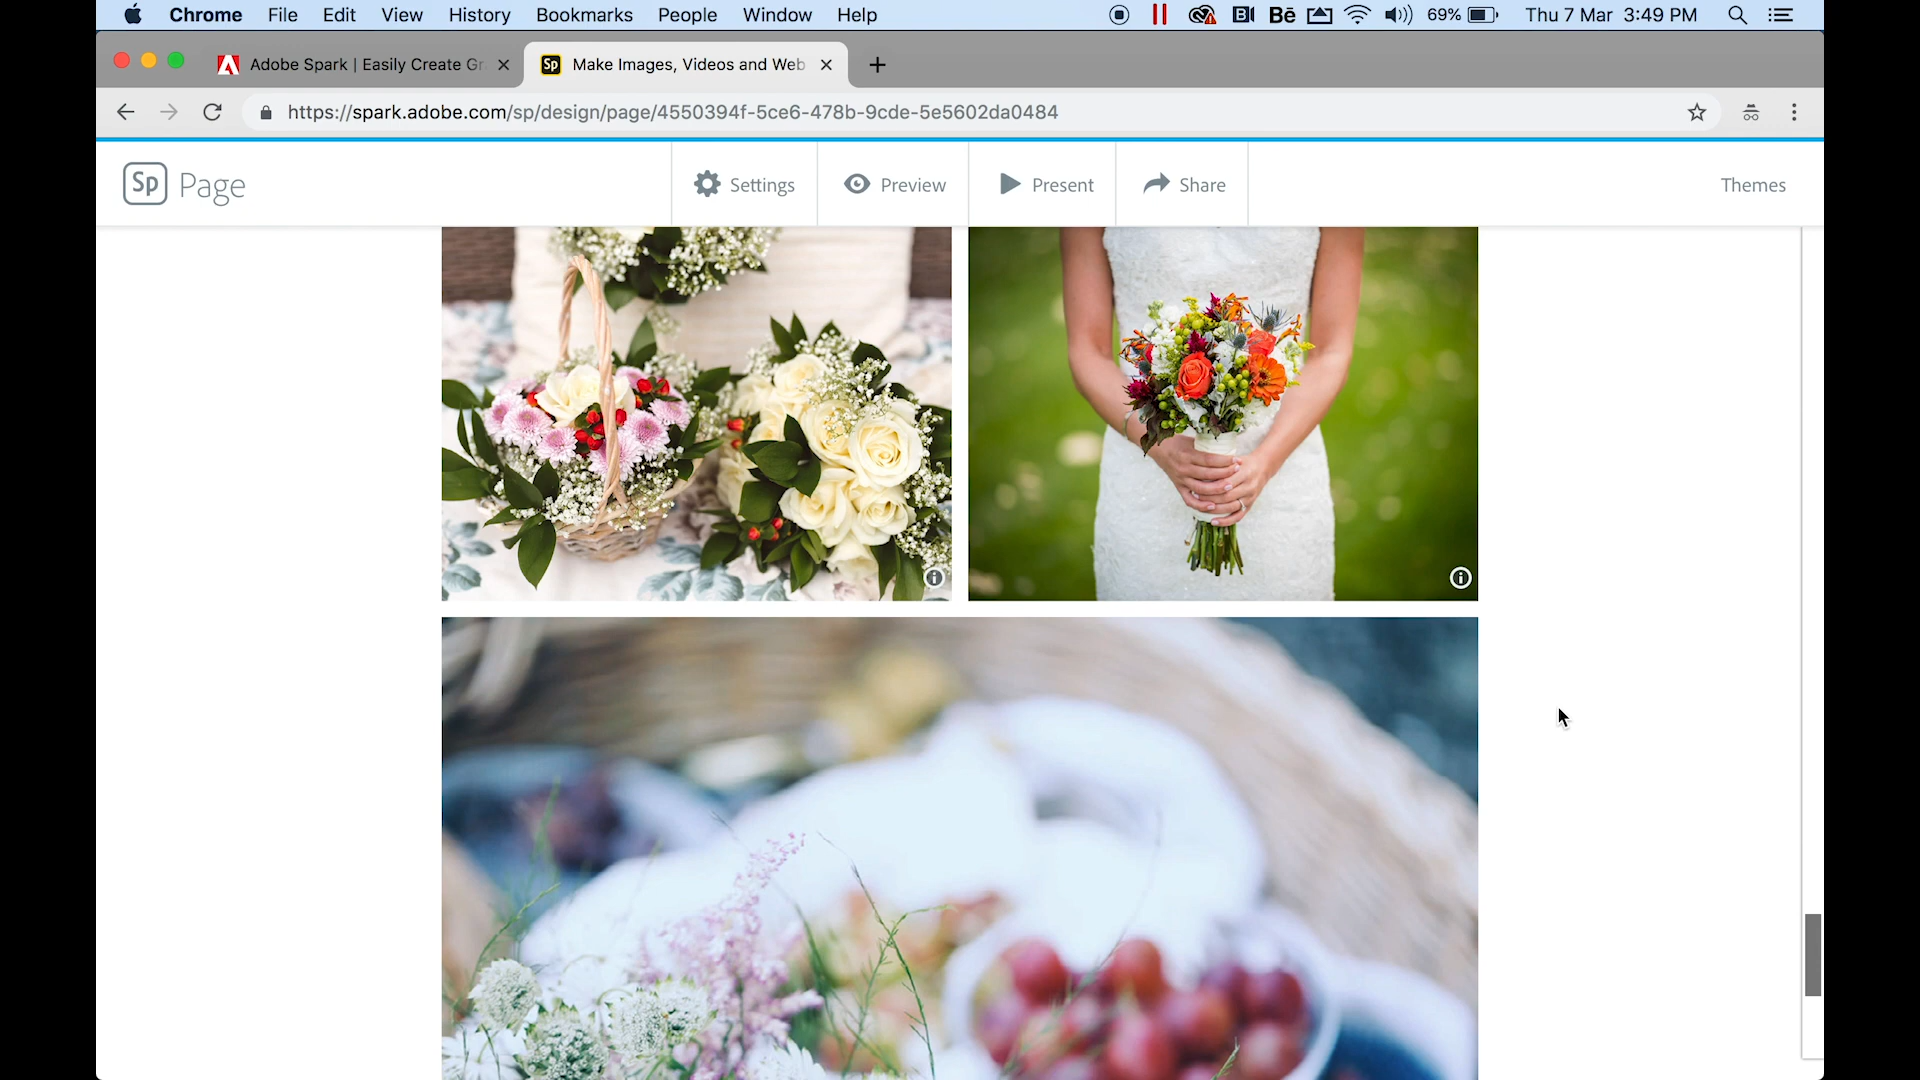 Chrome File Edit View History Bookmarks People Window Help Bē 69% Thu 7 Mar 3:49 PM
Adobe Spark | Easily Create Gr Sp Make Images, Videos and Web
https://spark.adobe.com/sp/design/page/4550394f-5ce6-478b-9cde-5e5602da0484
Sp Page Settings Preview Present Share Themes